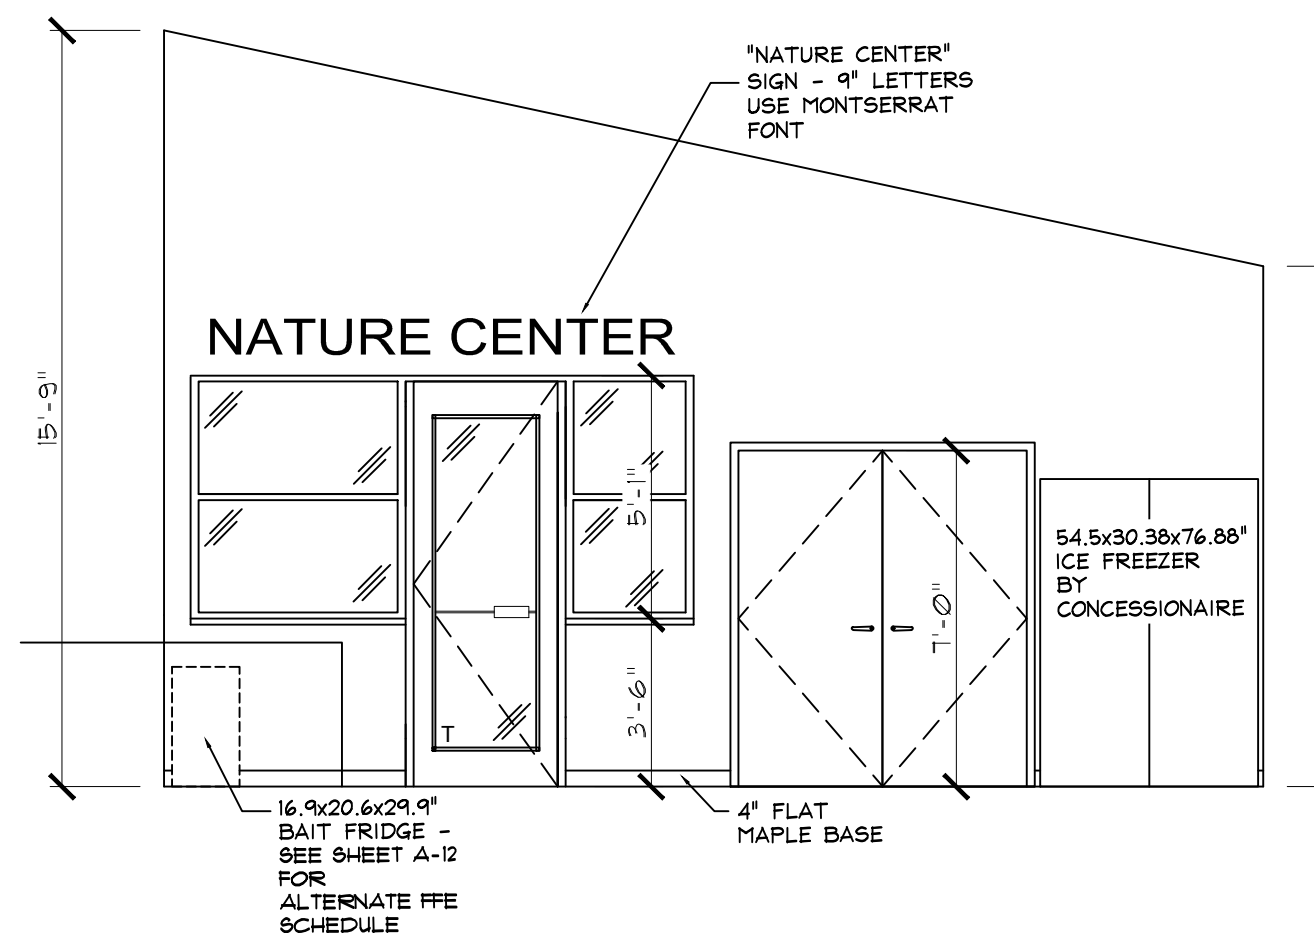 "NATURE CENTER"
SIGN - 9" LETTERS
USE MONTSERRAT
FONT
NATURE CENTER
15'-9"
5'-1"
54.5x30.38x76.88"
ICE FREEZER
BY
CONCESSIONAIRE
7'-0"
3'-6"
T
16.9x20.6x29.9"
BAIT FRIDGE -
SEE SHEET A-12
FOR
ALTERNATE FFE
SCHEDULE
4" FLAT
MAPLE BASE